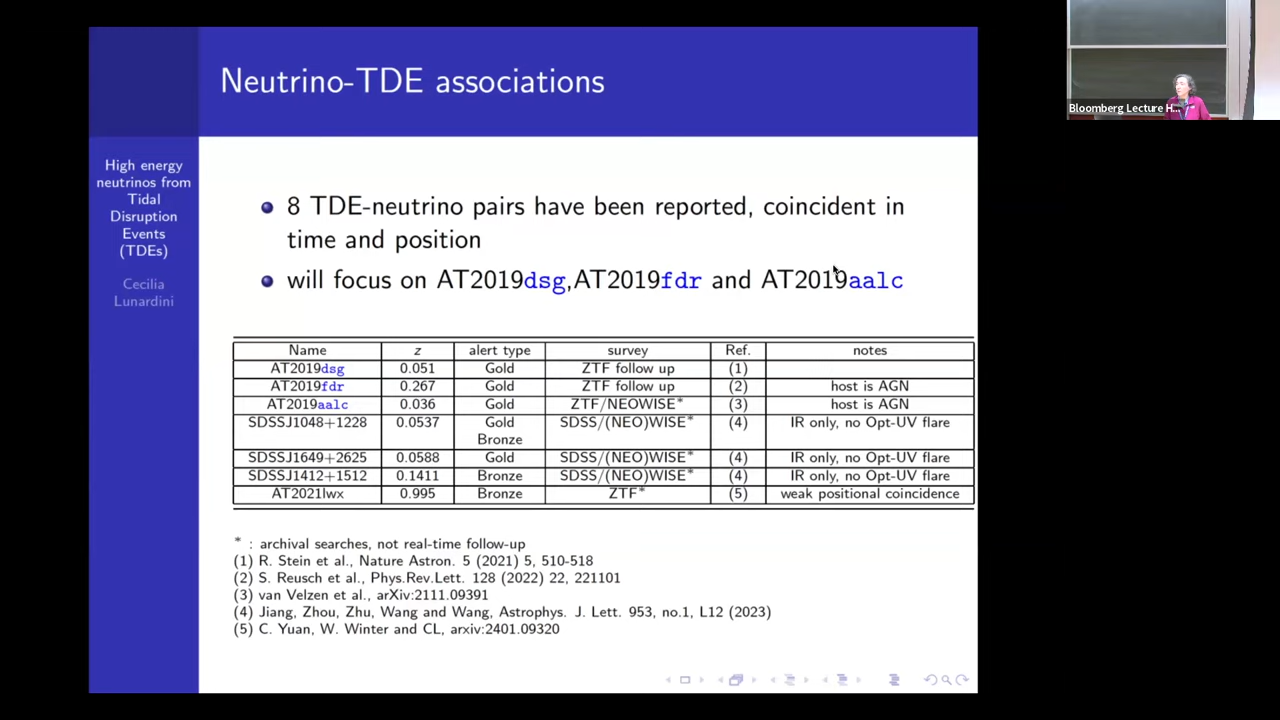 Neutrino-TDE associations
High energy
neutrinos from
Tidal
Disruption
Events
(TDEs)
Cecilia
Lunardini
8 TDE-neutrino pairs have been reported, coincident in
time and position
will focus on AT2019dsg,AT2019fdr and AT2019aalc
Name z alert type survey Ref. notes
AT2019dsg 0.051 Gold ZTF follow up (1)
AT2019fdr 0.267 Gold ZTF follow up (2) host is AGN
AT2019aalc 0.036 Gold ZTF/NEOWISE* (3) host is AGN
SDSSJ1048+1228 0.0537 Gold SDSS/(NEO)WISE* (4) IR only, no Opt-UV flare
Bronze
SDSSJ1649+2625 0.0588 Gold SDSS/(NEO)WISE* (4) IR only, no Opt-UV flare
SDSSJ1412+1512 0.1411 Bronze SDSS/(NEO)WISE* (4) IR only, no Opt-UV flare
AT2021lwx 0.995 Bronze ZTF* (5) weak positional coincidence
* : archival searches, not real-time follow-up
(1) R. Stein et al., Nature Astron. 5 (2021) 5, 510-518
(2) S. Reusch et al., Phys.Rev.Lett. 128 (2022) 22, 221101
(3) van Velzen et al., arXiv:2111.09391
(4) Jiang, Zhou, Zhu, Wang and Wang, Astrophys. J. Lett. 953, no.1, L12 (2023)
(5) C. Yuan, W. Winter and CL, arxiv:2401.09320
Bloomberg Lecture H...